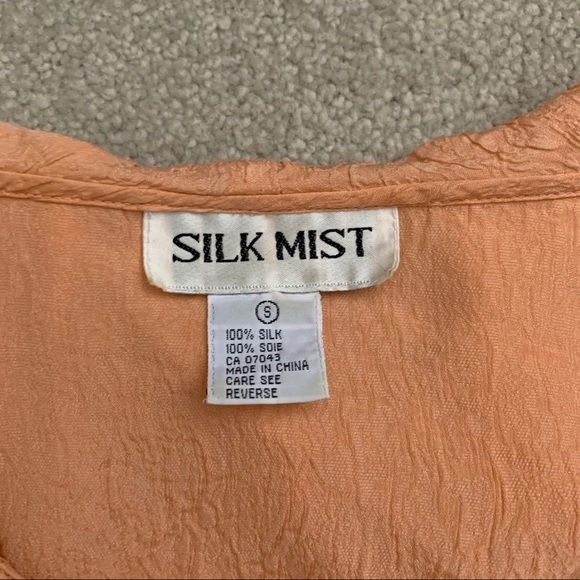 SILK MIST
S
100% SILK
100% SOIE
CA 07043
MADE IN CHINA
CARE SEE
REVERSE